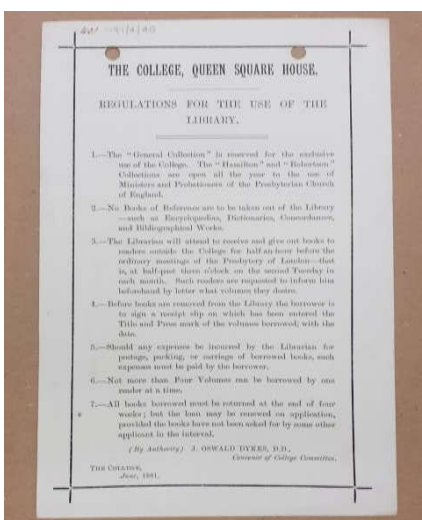 THE COLLEGE, QUEEN SQUARE HOUSE.
REGULATIONS FOR THE USE OF THE
LIBRARY.
1.—The "General Collection" is reserved for the exclusive
use of the College. The "Hamilton" and "Robertson"
Collections are open all the year to the use of
Ministers and Probationers of the Presbyterian Church
of England.
2.—No Books of Reference are to be taken out of the Library
—such as Encyclopædias, Dictionaries, Concordances,
and Bibliographical Works.
3.—The Librarian will attend to receive and give out books to
readers outside the College for half-an-hour before the
ordinary meetings of the Presbytery of London—that
is, at half-past three o'clock on the second Tuesday in
each month. Such readers are requested to inform him
beforehand by letter what volumes they desire.
4.—Before books are removed from the Library the borrower is
to sign a receipt slip on which has been entered the
Title and Press mark of the volumes borrowed, with the
date.
5.—Should any expenses be incurred by the Librarian for
postage, packing, or carriage of borrowed books, such
expenses must be paid by the borrower.
6.—Not more than Four Volumes can be borrowed by one
reader at a time.
7.—All books borrowed must be returned at the end of four
weeks; but the loan may be renewed on application,
provided the books have not been asked for by some other
applicant in the interval.
(By Authority) J. OSWALD DYKES, D.D.,
Convener of College Committee.
THE COLLEGE,
June, 1881.